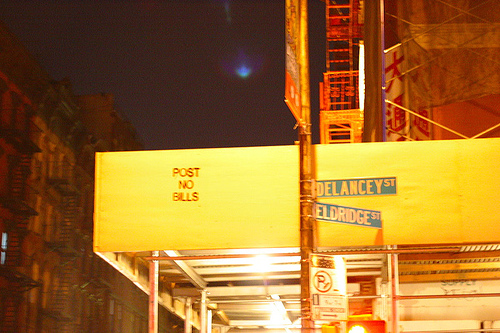 POST
NO
BILLS
DELANCEY ST
ELDRIDGE ST
P